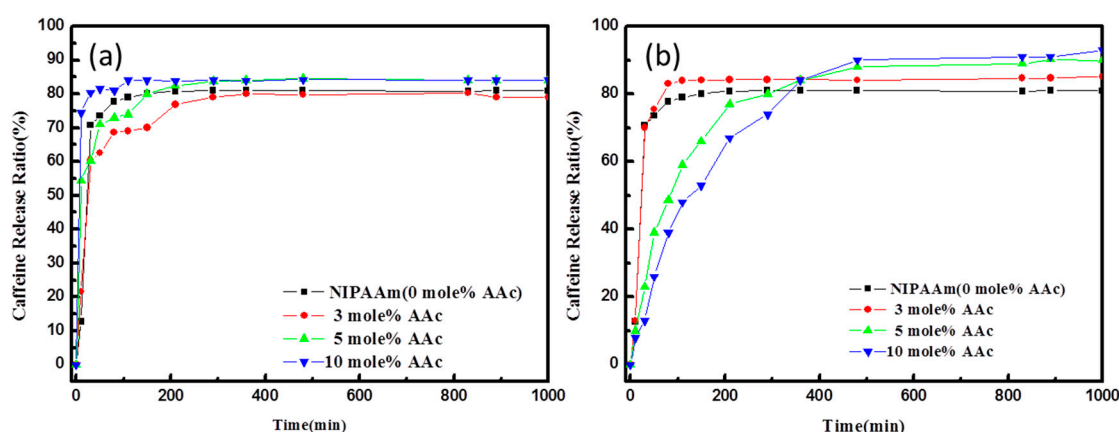 (a)
Caffeine Release Ratio(%)
100
90
80
70
60
50
40
30
20
10
0
NIPAAm(0 mole% AAc)
3 mole% AAc
5 mole% AAc
10 mole% AAc
0 200 400 600 800 1000
Time(min)
(b)
Caffeine Release Ratio(%)
100
80
60
40
20
0
NIPAAm(0 mole% AAc)
3 mole% AAc
5 mole% AAc
10 mole% AAc
0 200 400 600 800 1000
Time(min)